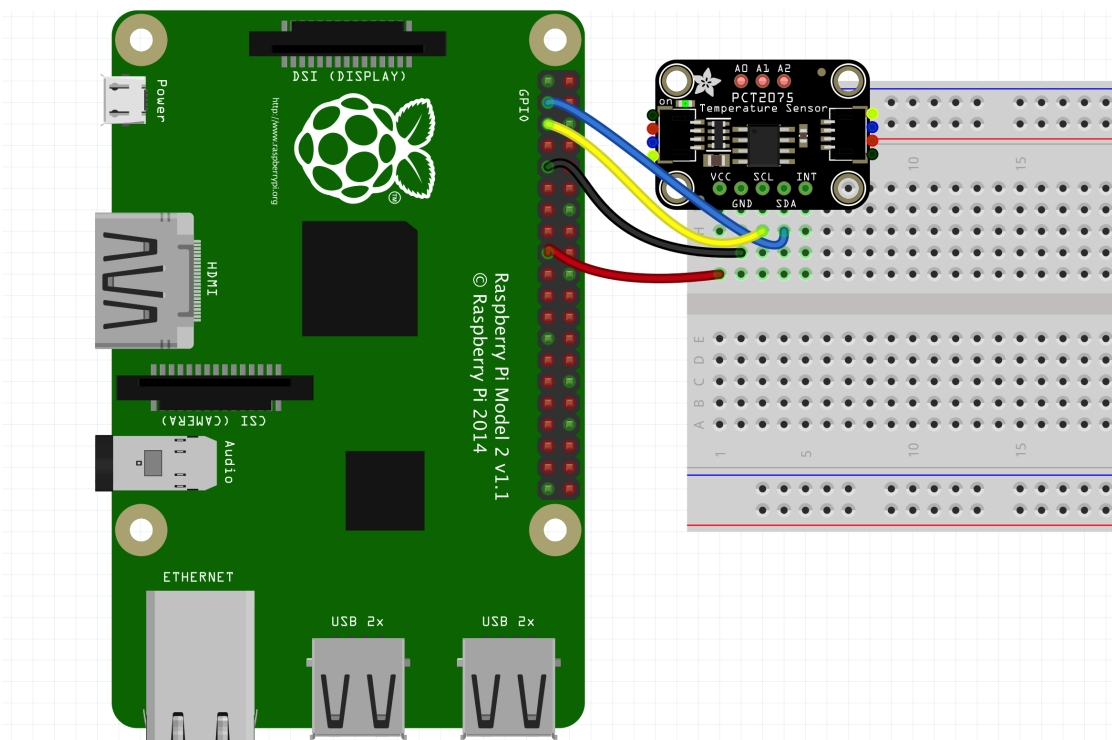 DSI (DISPLAY)
Power
GPIO
http://www.raspberrypi.org
TM
HDMI
Raspberry Pi Model 2 v1.1
© Raspberry Pi 2014
CSI (CAMERA)
Audio
ETHERNET
USB 2x
USB 2x
A0 A1 A2
on
PCT2075
Temperature Sensor
VCC SCL INT
GND SDA
10 15
H
E
D
C
B
A
1 5 10 15